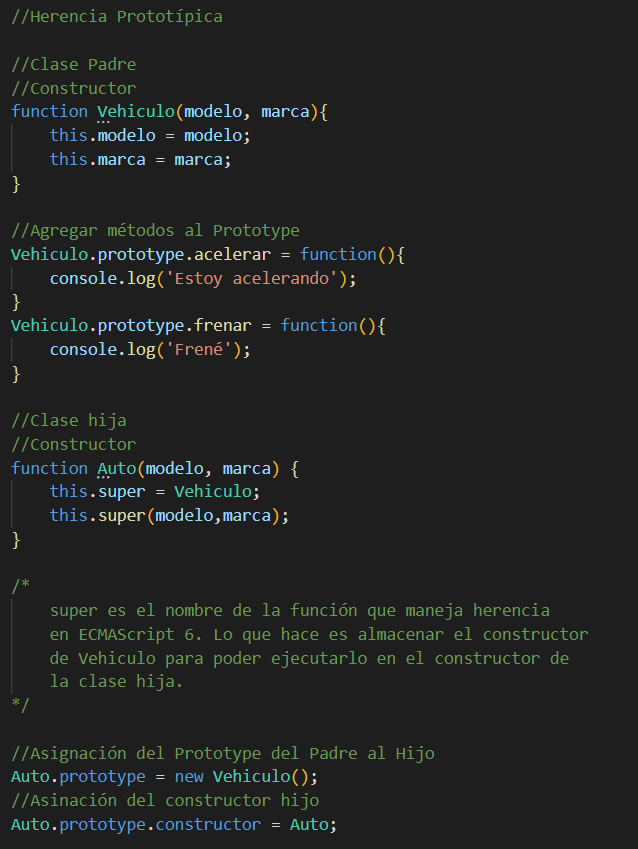 //Herencia Prototípica
//Clase Padre
//Constructor
function Vehiculo(modelo, marca){
    this.modelo = modelo;
    this.marca = marca;
}
//Agregar métodos al Prototype
Vehiculo.prototype.acelerar = function(){
    console.log('Estoy acelerando');
}
Vehiculo.prototype.frenar = function(){
    console.log('Frené');
}
//Clase hija
//Constructor
function Auto(modelo, marca) {
    this.super = Vehiculo;
    this.super(modelo,marca);
}
/*
    super es el nombre de la función que maneja herencia
    en ECMAScript 6. Lo que hace es almacenar el constructor
    de Vehiculo para poder ejecutarlo en el constructor de
    la clase hija.
*/
//Asignación del Prototype del Padre al Hijo
Auto.prototype = new Vehiculo();
//Asinación del constructor hijo
Auto.prototype.constructor = Auto;